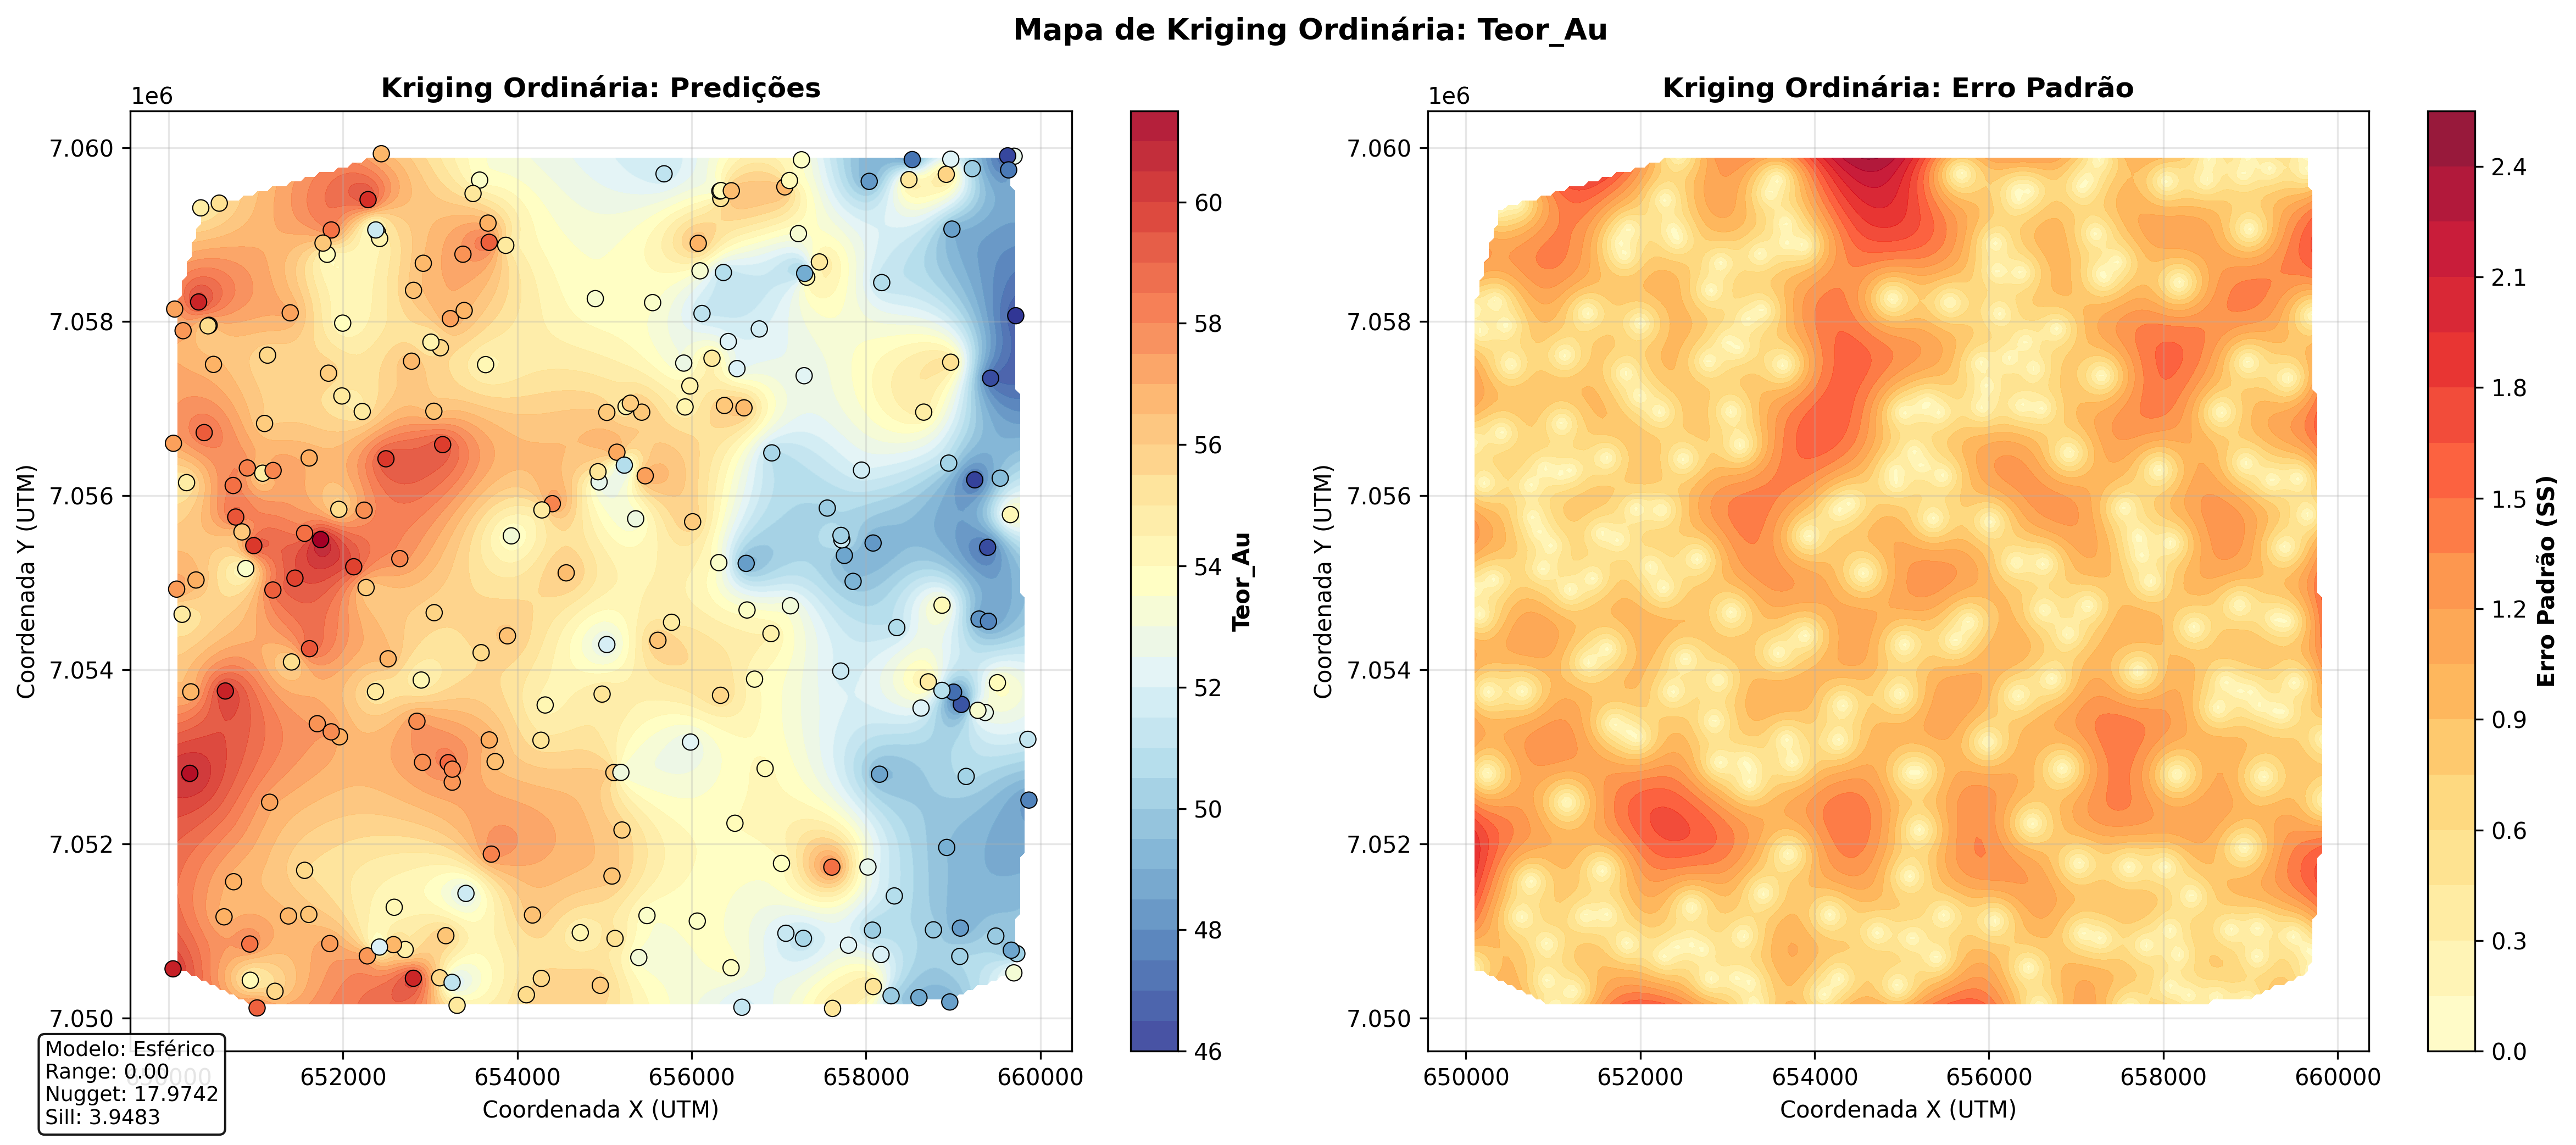 Mapa de Kriging Ordinária: Teor_Au
Kriging Ordinária: Predições
1e6
7.060
7.058
7.056
7.054
7.052
7.050
Coordenada Y (UTM)
650000
652000
654000
656000
658000
660000
Coordenada X (UTM)
Modelo: Esférico
Range: 0.00
Nugget: 17.9742
Sill: 3.9483
60
58
56
54
52
50
48
46
Teor_Au
Kriging Ordinária: Erro Padrão
1e6
7.060
7.058
7.056
7.054
7.052
7.050
Coordenada Y (UTM)
650000
652000
654000
656000
658000
660000
Coordenada X (UTM)
2.4
2.1
1.8
1.5
1.2
0.9
0.6
0.3
0.0
Erro Padrão (SS)